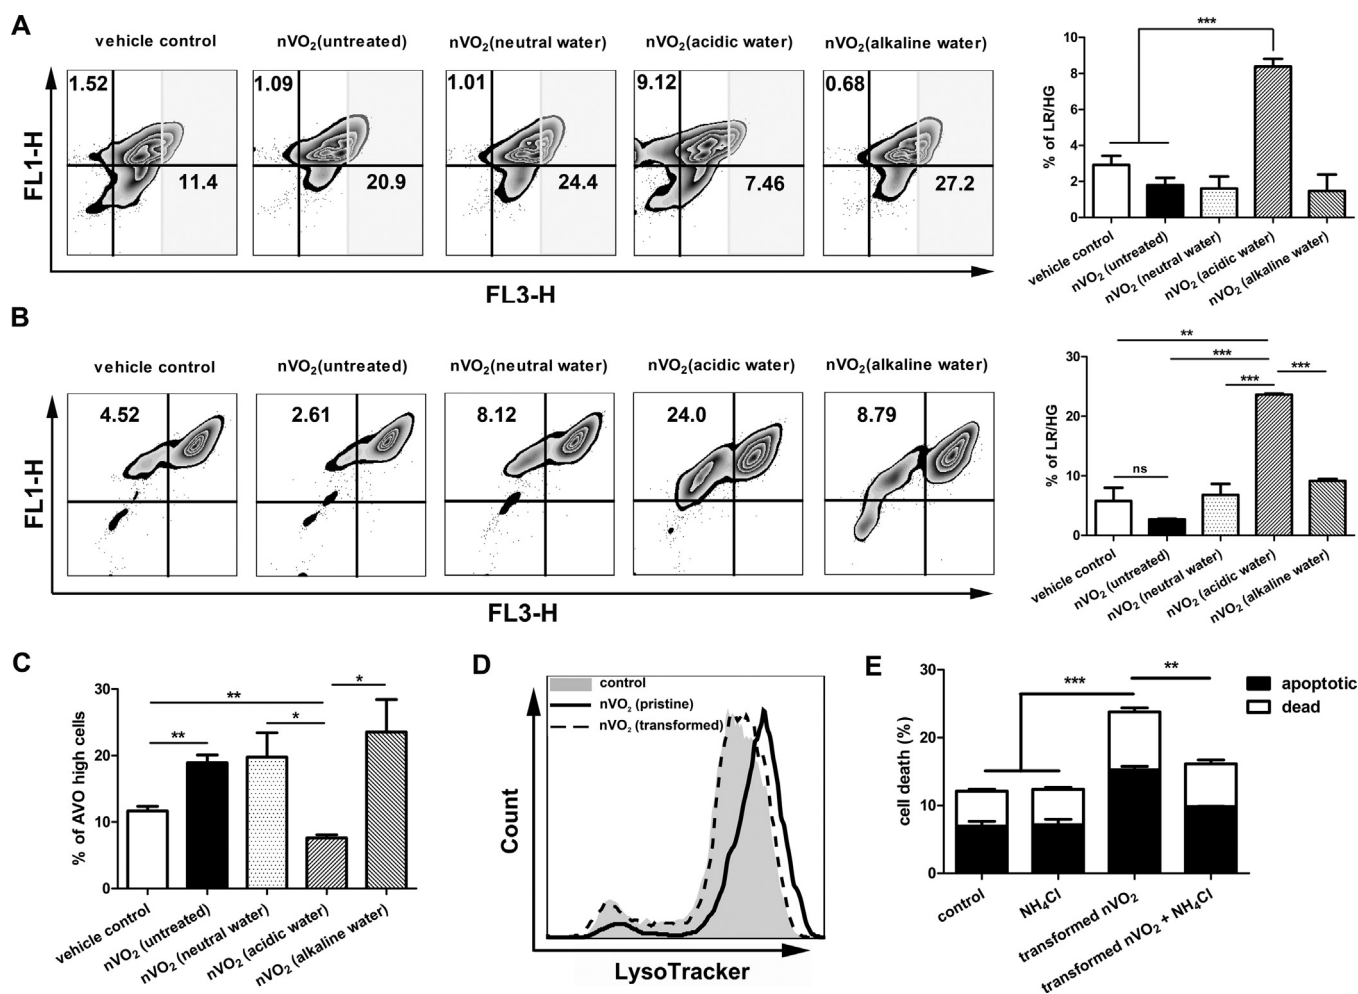 A
vehicle control
nVO₂(untreated)
nVO₂(neutral water)
nVO₂(acidic water)
nVO₂(alkaline water)
1.52
11.4
1.09
20.9
1.01
24.4
9.12
7.46
0.68
27.2
FL1-H
FL3-H
% of LR/HG
10
8
6
4
2
0
***
vehicle control
nVO₂ (untreated)
nVO₂ (neutral water)
nVO₂ (acidic water)
nVO₂ (alkaline water)
B
vehicle control
nVO₂(untreated)
nVO₂(neutral water)
nVO₂(acidic water)
nVO₂(alkaline water)
4.52
2.61
8.12
24.0
8.79
FL1-H
FL3-H
% of LR/HG
30
20
10
0
**
***
***
***
ns
vehicle control
nVO₂ (untreated)
nVO₂ (neutral water)
nVO₂ (acidic water)
nVO₂ (alkaline water)
C
% of AVO high cells
30
20
10
0
**
**
*
*
vehicle control
nVO₂ (untreated)
nVO₂ (neutral water)
nVO₂ (acidic water)
nVO₂ (alkaline water)
D
control
nVO₂ (pristine)
nVO₂ (transformed)
Count
LysoTracker
E
cell death (%)
30
20
10
0
***
**
apoptotic
dead
control
NH₄Cl
transformed nVO₂
transformed nVO₂ + NH₄Cl